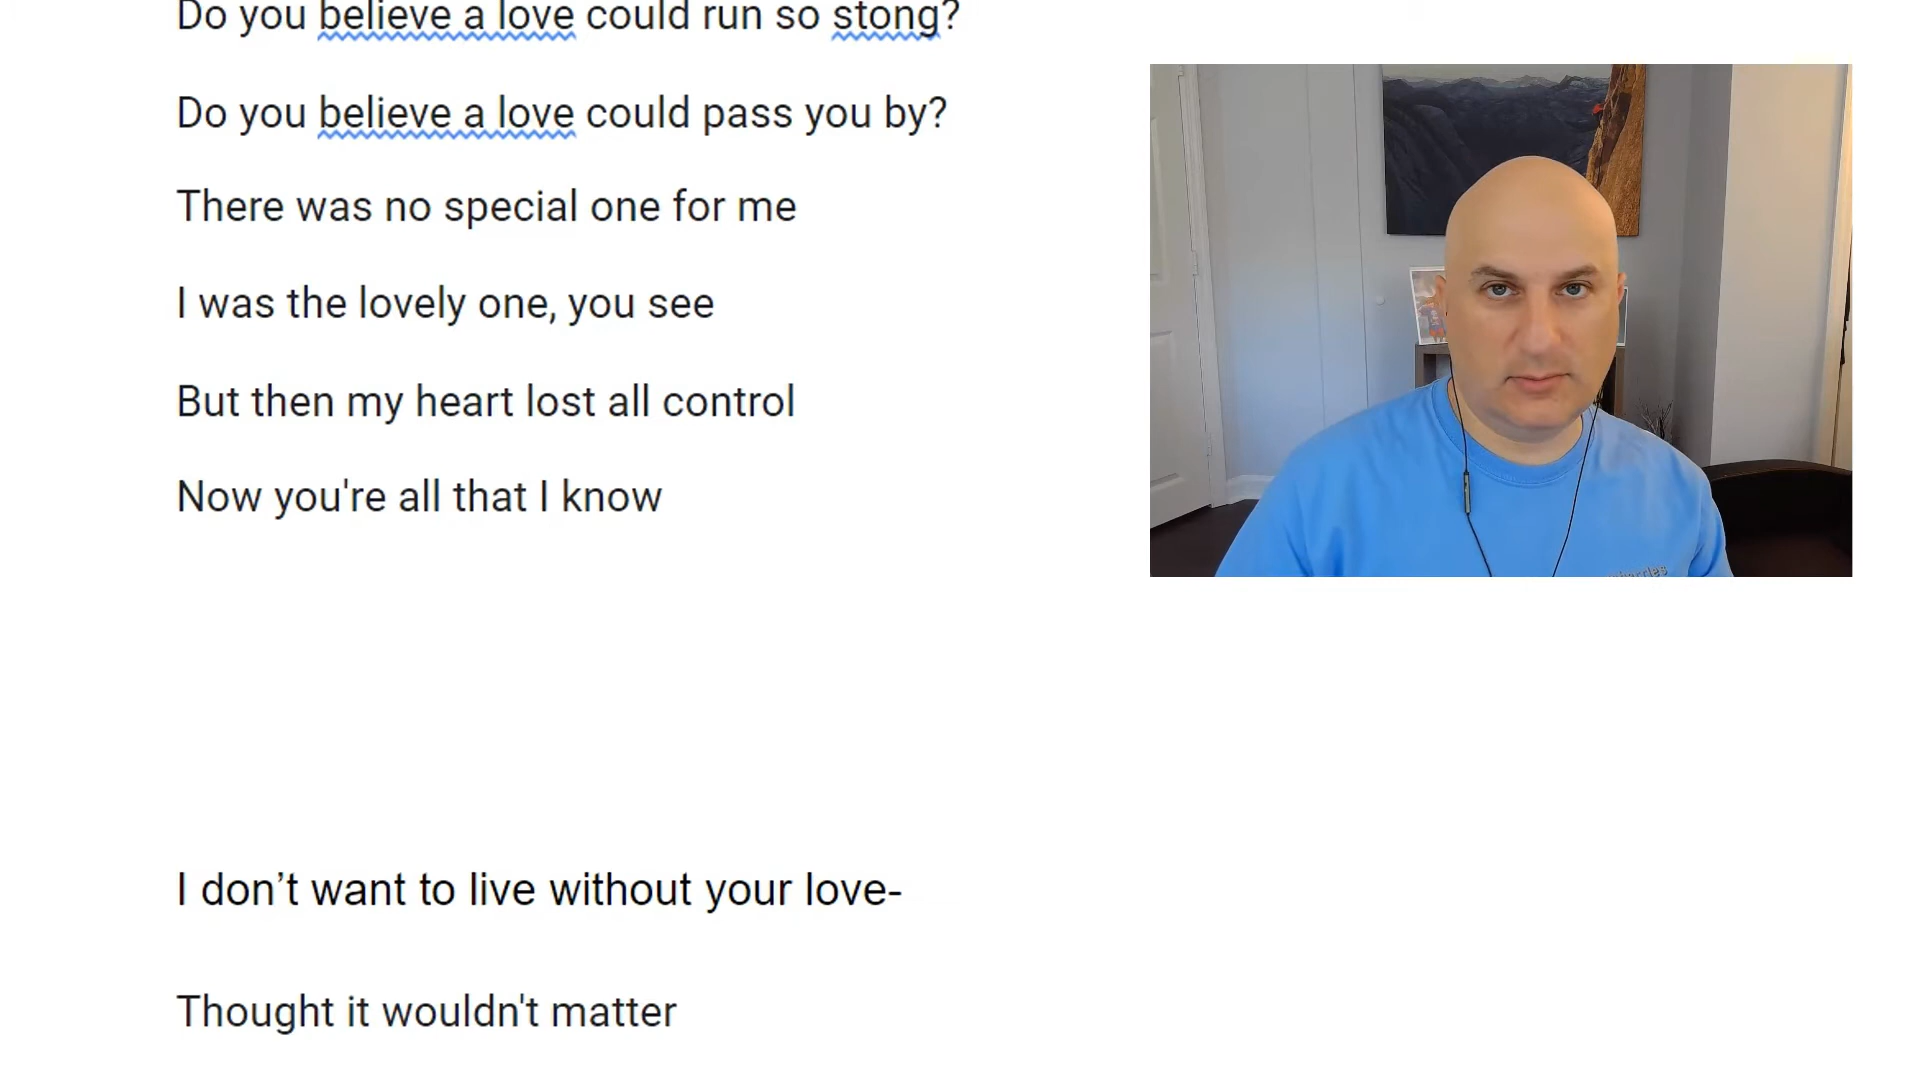 Do you believe a love could run so stong?
Do you believe a love could pass you by?
There was no special one for me
I was the lovely one, you see
But then my heart lost all control
Now you're all that I know
I don’t want to live without your love-
Thought it wouldn't matter